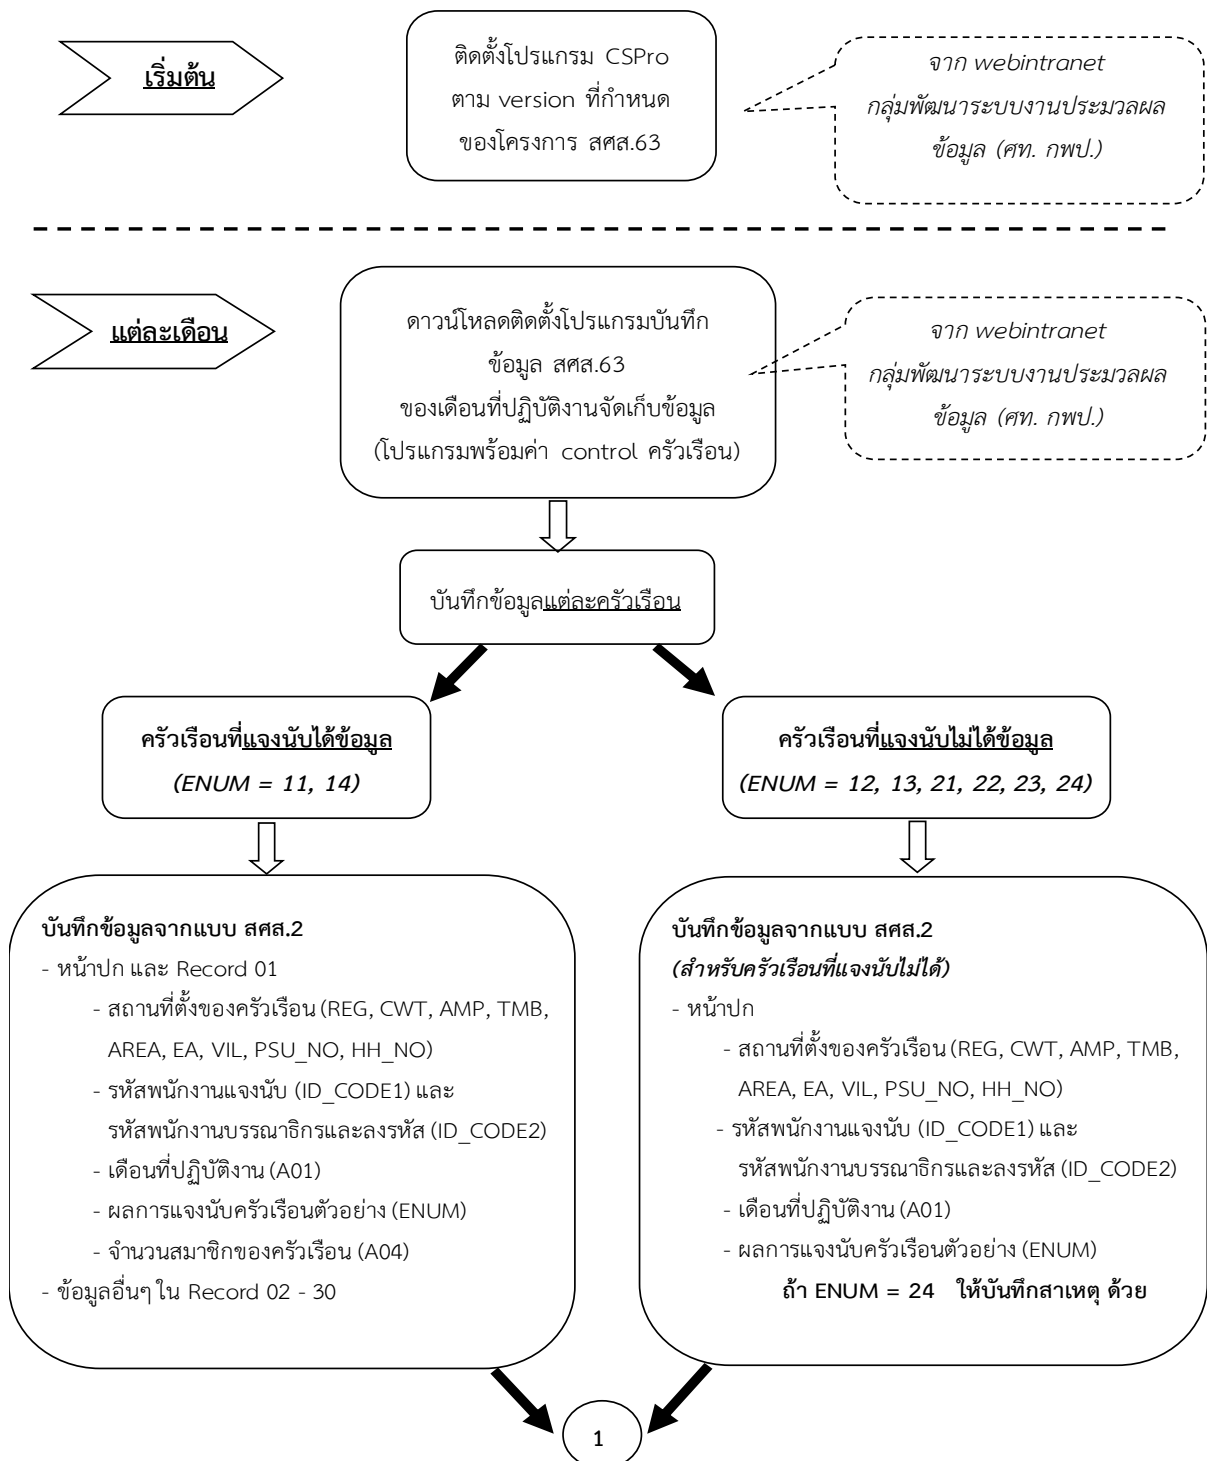 เริ่มต้น
ติดตั้งโปรแกรม CSPro
ตาม version ที่กำหนด
ของโครงการ สศส.63
จาก webintranet
กลุ่มพัฒนาระบบงานประมวลผล
ข้อมูล (ศท. กพป.)
แต่ละเดือน
ดาวน์โหลดติดตั้งโปรแกรมบันทึก
ข้อมูล สศส.63
ของเดือนที่ปฏิบัติงานจัดเก็บข้อมูล
(โปรแกรมพร้อมค่า control ครัวเรือน)
จาก webintranet
กลุ่มพัฒนาระบบงานประมวลผล
ข้อมูล (ศท. กพป.)
บันทึกข้อมูลแต่ละครัวเรือน
ครัวเรือนที่แจงนับได้ข้อมูล
(ENUM = 11, 14)
ครัวเรือนที่แจงนับไม่ได้ข้อมูล
(ENUM = 12, 13, 21, 22, 23, 24)
บันทึกข้อมูลจากแบบ สศส.2
- หน้าปก และ Record 01
- สถานที่ตั้งของครัวเรือน (REG, CWT, AMP, TMB,
AREA, EA, VIL, PSU_NO, HH_NO)
- รหัสพนักงานแจงนับ (ID_CODE1) และ
รหัสพนักงานบรรณาธิกรและลงรหัส (ID_CODE2)
- เดือนที่ปฏิบัติงาน (A01)
- ผลการแจงนับครัวเรือนตัวอย่าง (ENUM)
- จำนวนสมาชิกของครัวเรือน (A04)
- ข้อมูลอื่นๆ ใน Record 02 - 30
บันทึกข้อมูลจากแบบ สศส.2
(สำหรับครัวเรือนที่แจงนับไม่ได้)
- หน้าปก
- สถานที่ตั้งของครัวเรือน (REG, CWT, AMP, TMB,
AREA, EA, VIL, PSU_NO, HH_NO)
- รหัสพนักงานแจงนับ (ID_CODE1) และ
รหัสพนักงานบรรณาธิกรและลงรหัส (ID_CODE2)
- เดือนที่ปฏิบัติงาน (A01)
- ผลการแจงนับครัวเรือนตัวอย่าง (ENUM)
ถ้า ENUM = 24 ให้บันทึกสาเหตุ ด้วย
1